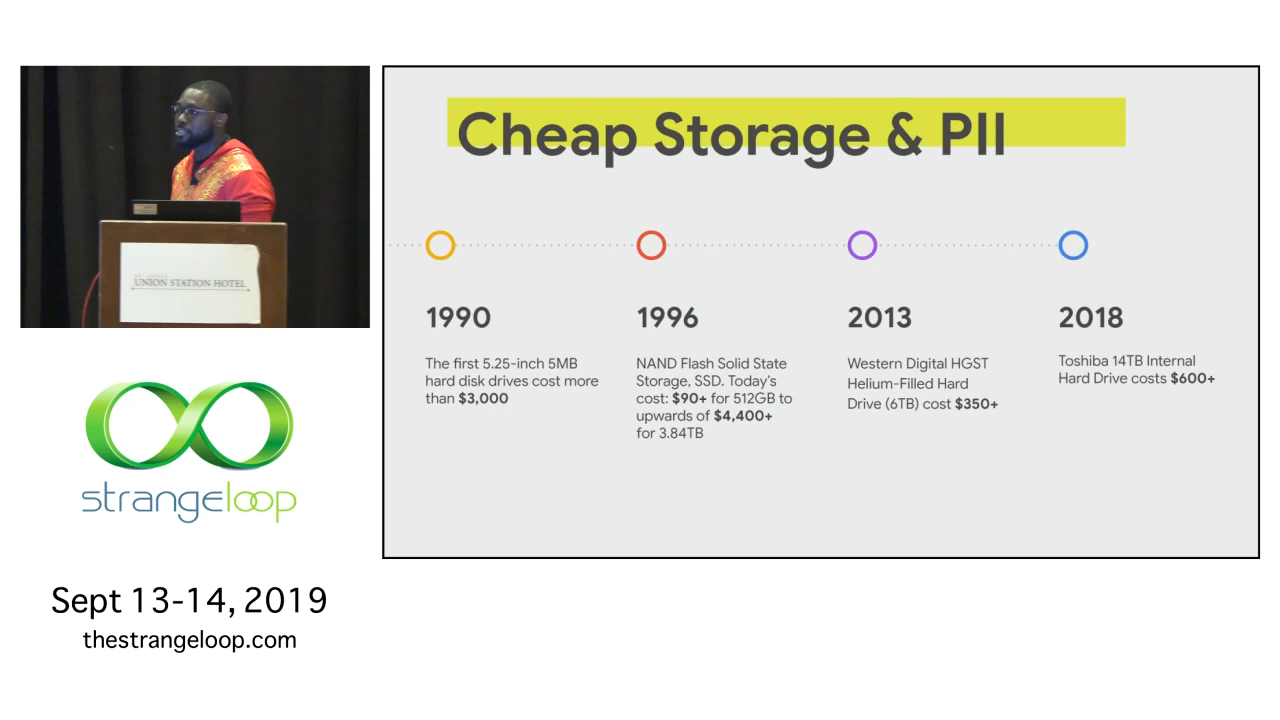 Cheap Storage & PII
1990
The first 5.25-inch 5MB
hard disk drives cost more
than $3,000
1996
NAND Flash Solid State
Storage, SSD. Today's
cost: $90+ for 512GB to
upwards of $4,400+
for 3.84TB
2013
Western Digital HGST
Helium-Filled Hard
Drive (6TB) cost $350+
2018
Toshiba 14TB Internal
Hard Drive costs $600+
UNION STATION HOTEL
strangeloop
Sept 13-14, 2019
thestrangeloop.com